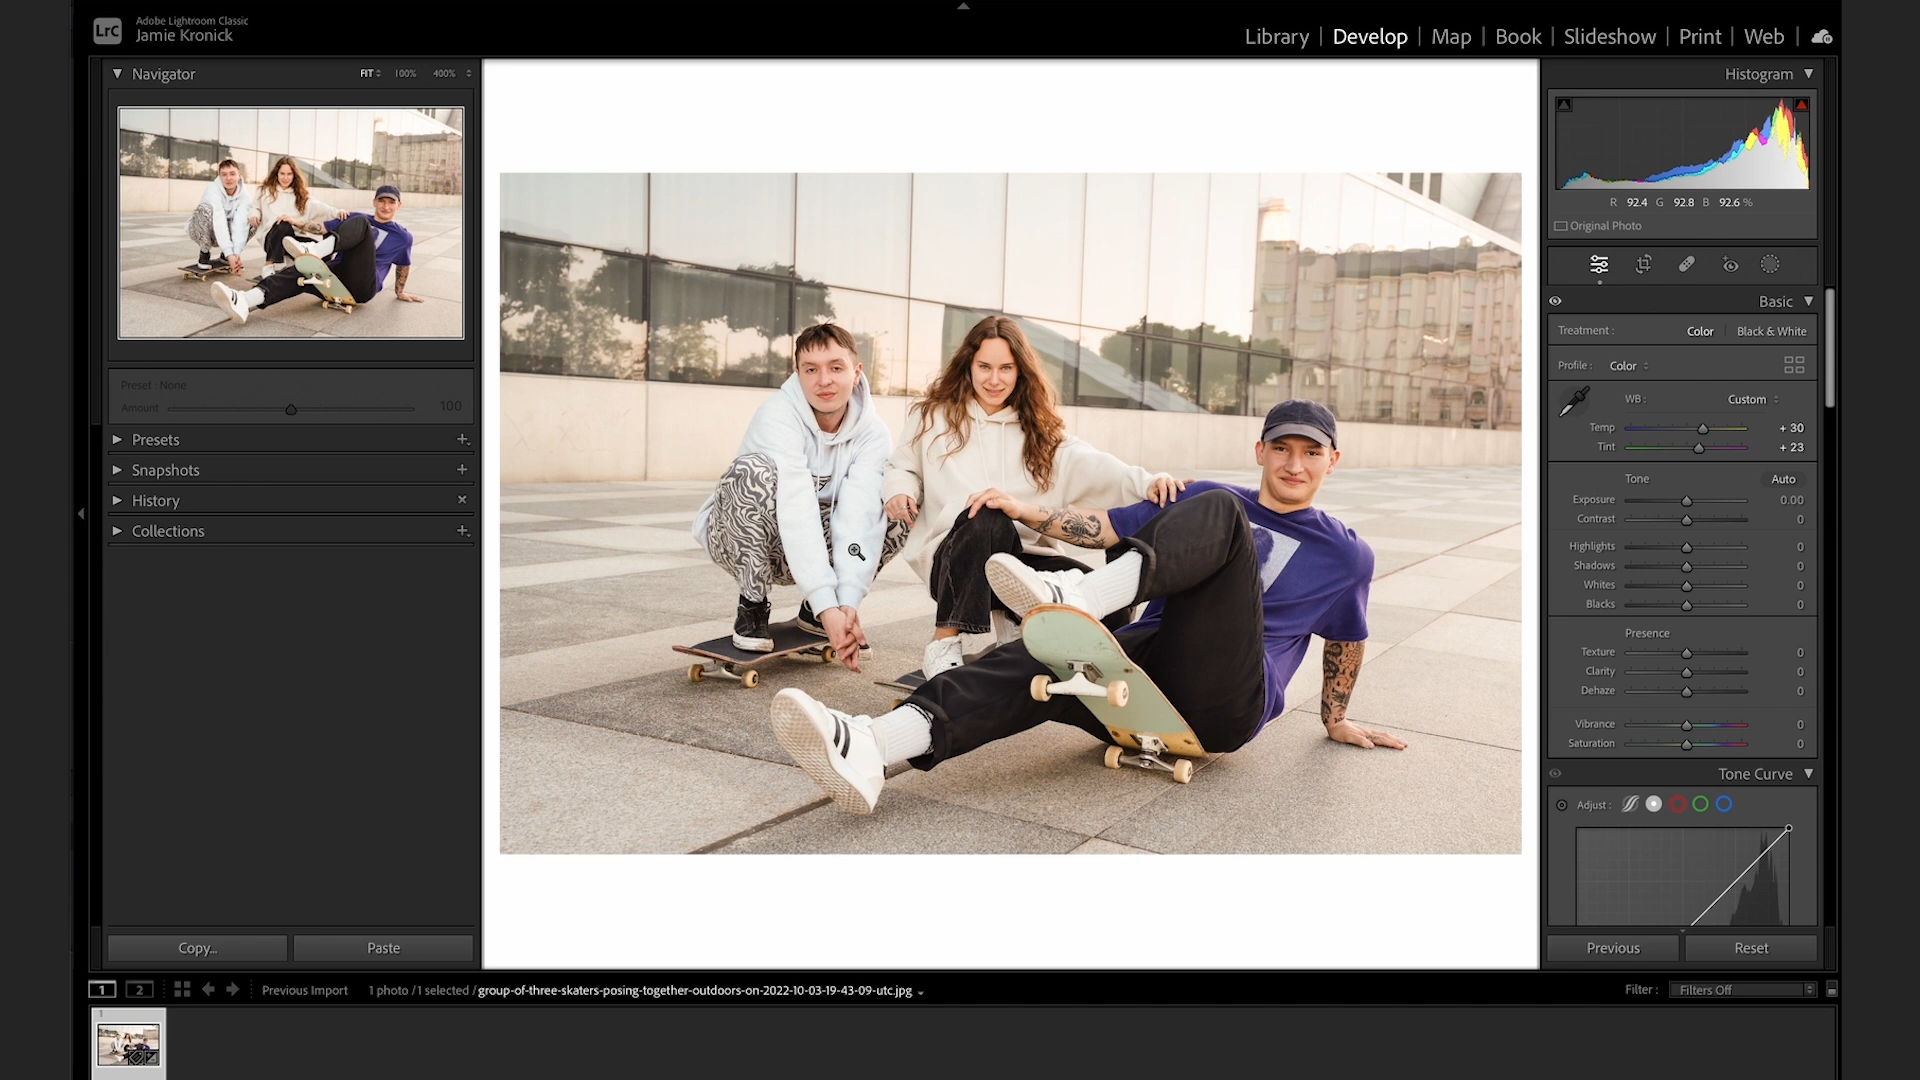 LrC
Adobe Lightroom Classic
Jamie Kronick
Library | Develop | Map | Book | Slideshow | Print | Web |
Navigator
FIT 100% 400%
Preset : None
Amount 100
Presets
Snapshots
History
Collections
Copy...
Paste
Histogram
R 92.4 G 92.8 B 92.6 %
Original Photo
Basic
Treatment : Color Black & White
Profile : Color
WB : Custom
Temp + 30
Tint + 23
Tone Auto
Exposure 0.00
Contrast 0
Highlights 0
Shadows 0
Whites 0
Blacks 0
Presence
Texture 0
Clarity 0
Dehaze 0
Vibrance 0
Saturation 0
Tone Curve
Adjust :
Previous
Reset
1 2 Previous Import 1 photo / 1 selected / group-of-three-skaters-posing-together-outdoors-on-2022-10-03-19-43-09-utc.jpg
Filter : Filters Off
1